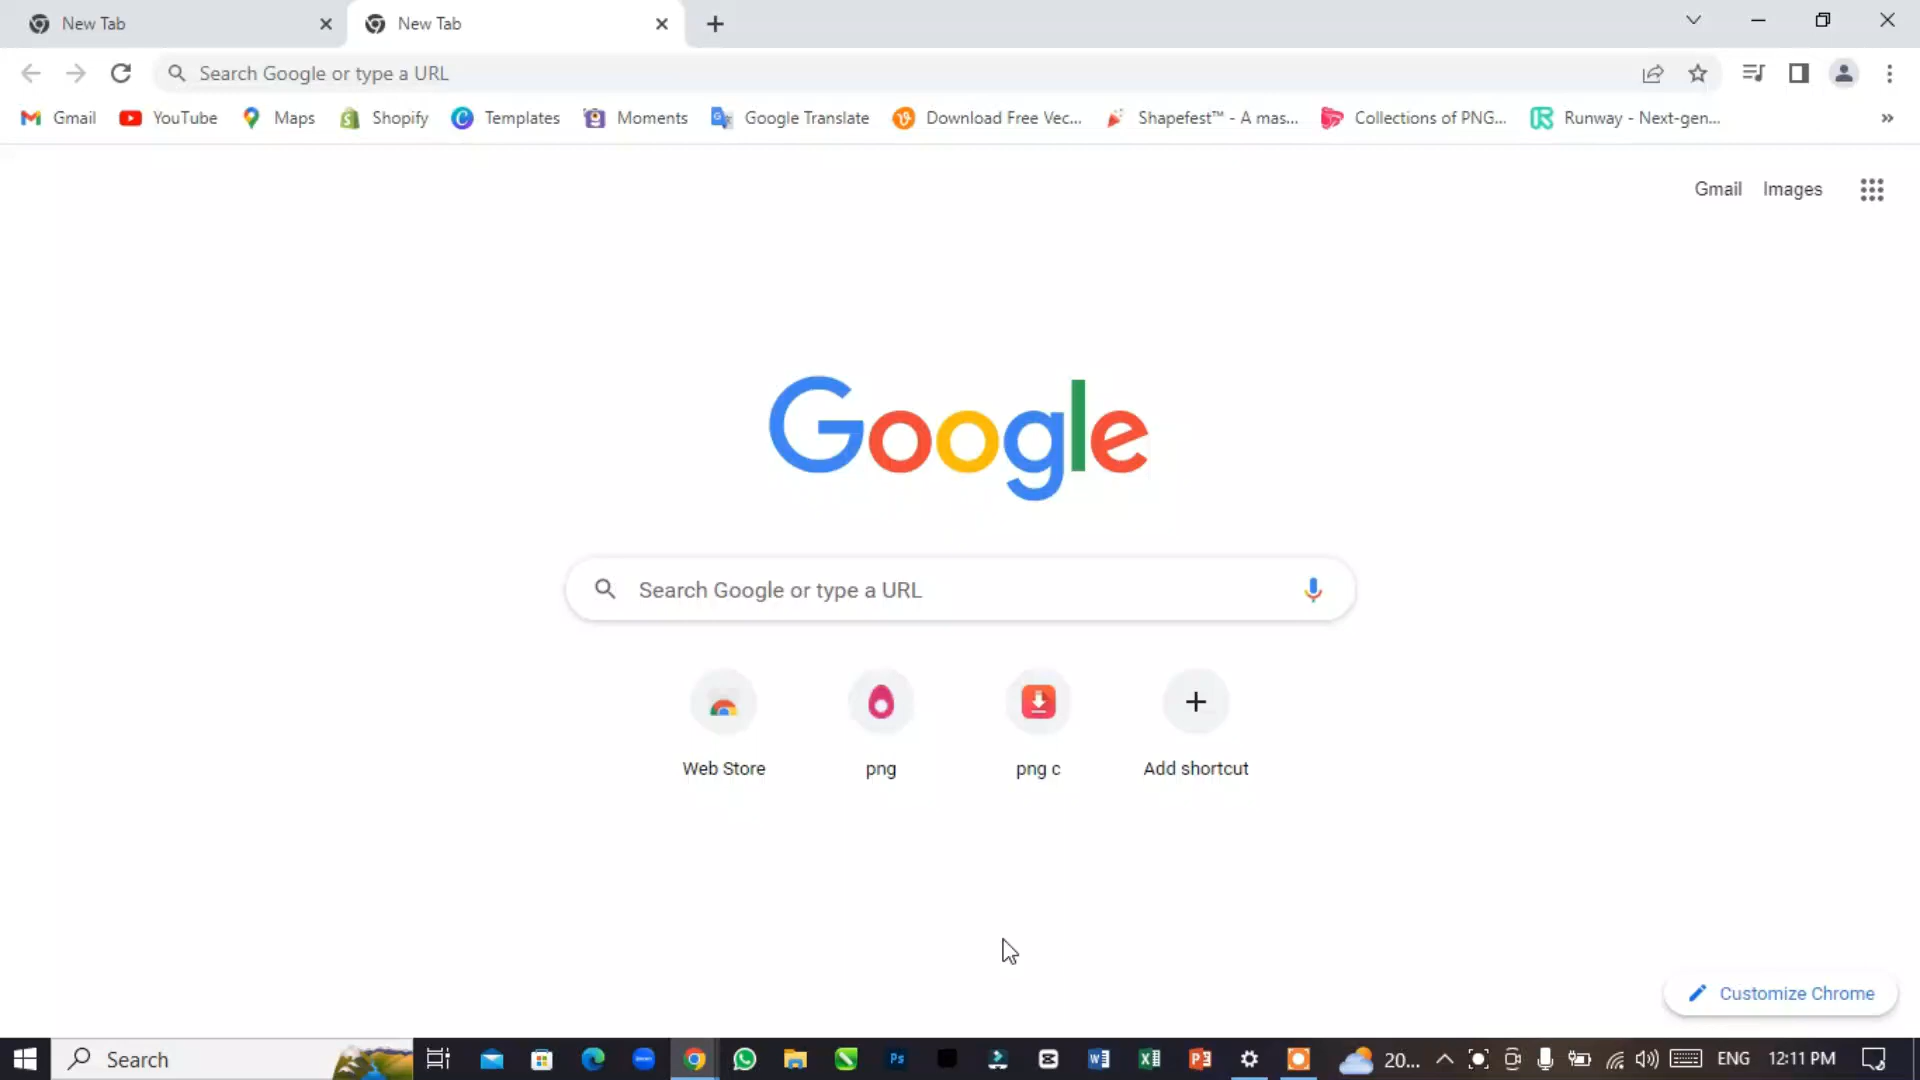 New Tab
New Tab
Search Google or type a URL
Gmail YouTube Maps Shopify Templates Moments Google Translate Download Free Vec... Shapefest™ - A mas... Collections of PNG... Runway - Next-gen...
Gmail Images
Google
Search Google or type a URL
Web Store png png c Add shortcut
Customize Chrome
Search Ps 20... ENG 12:11 PM